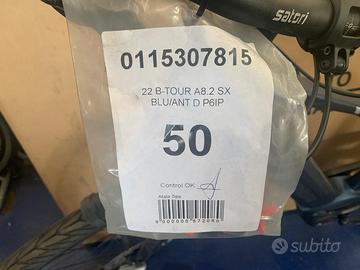 satori
0115307815
22 B-TOUR A8.2 SX
BLU/ANT D P6IP
50
Control OK
subito